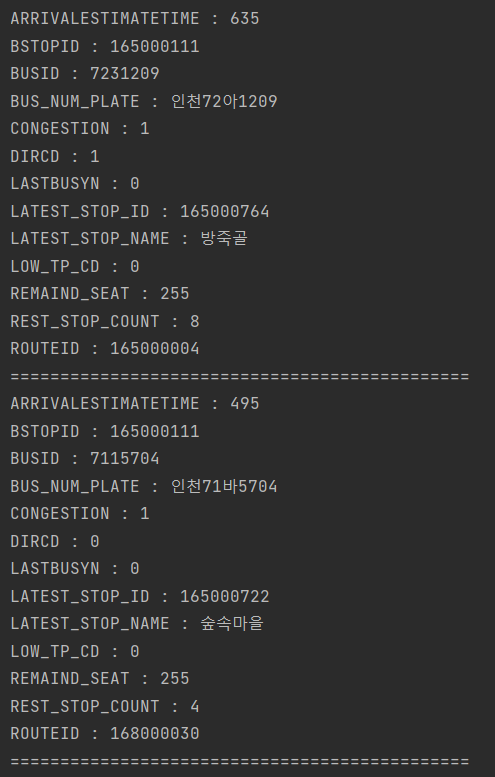 ARRIVALESTIMATETIME : 635
BSTOPID : 165000111
BUSID : 7231209
BUS_NUM_PLATE : 인천72아1209
CONGESTION : 1
DIRCD : 1
LASTBUSYN : 0
LATEST_STOP_ID : 165000764
LATEST_STOP_NAME : 방죽골
LOW_TP_CD : 0
REMAIND_SEAT : 255
REST_STOP_COUNT : 8
ROUTEID : 165000004
==============================================
ARRIVALESTIMATETIME : 495
BSTOPID : 165000111
BUSID : 7115704
BUS_NUM_PLATE : 인천71바5704
CONGESTION : 1
DIRCD : 0
LASTBUSYN : 0
LATEST_STOP_ID : 165000722
LATEST_STOP_NAME : 숲속마을
LOW_TP_CD : 0
REMAIND_SEAT : 255
REST_STOP_COUNT : 4
ROUTEID : 168000030
==============================================